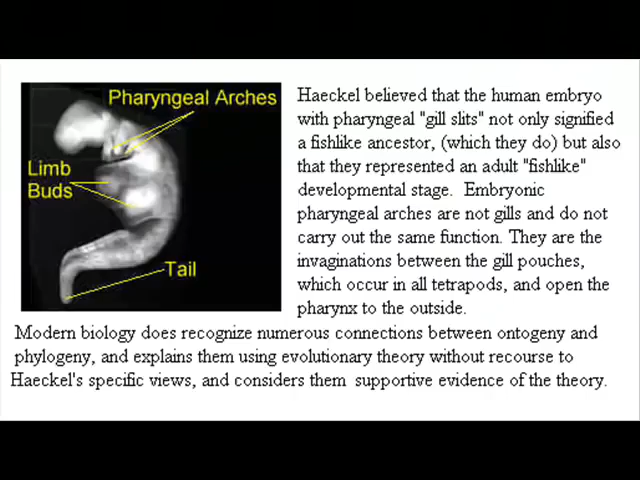 Pharyngeal Arches
Limb
Buds
Tail
Haeckel believed that the human embryo
with pharyngeal "gill slits" not only signified
a fishlike ancestor, (which they do) but also
that they represented an adult "fishlike"
developmental stage. Embryonic
pharyngeal arches are not gills and do not
carry out the same function. They are the
invaginations between the gill pouches,
which occur in all tetrapods, and open the
pharynx to the outside.
Modern biology does recognize numerous connections between ontogeny and
phylogeny, and explains them using evolutionary theory without recourse to
Haeckel's specific views, and considers them supportive evidence of the theory.